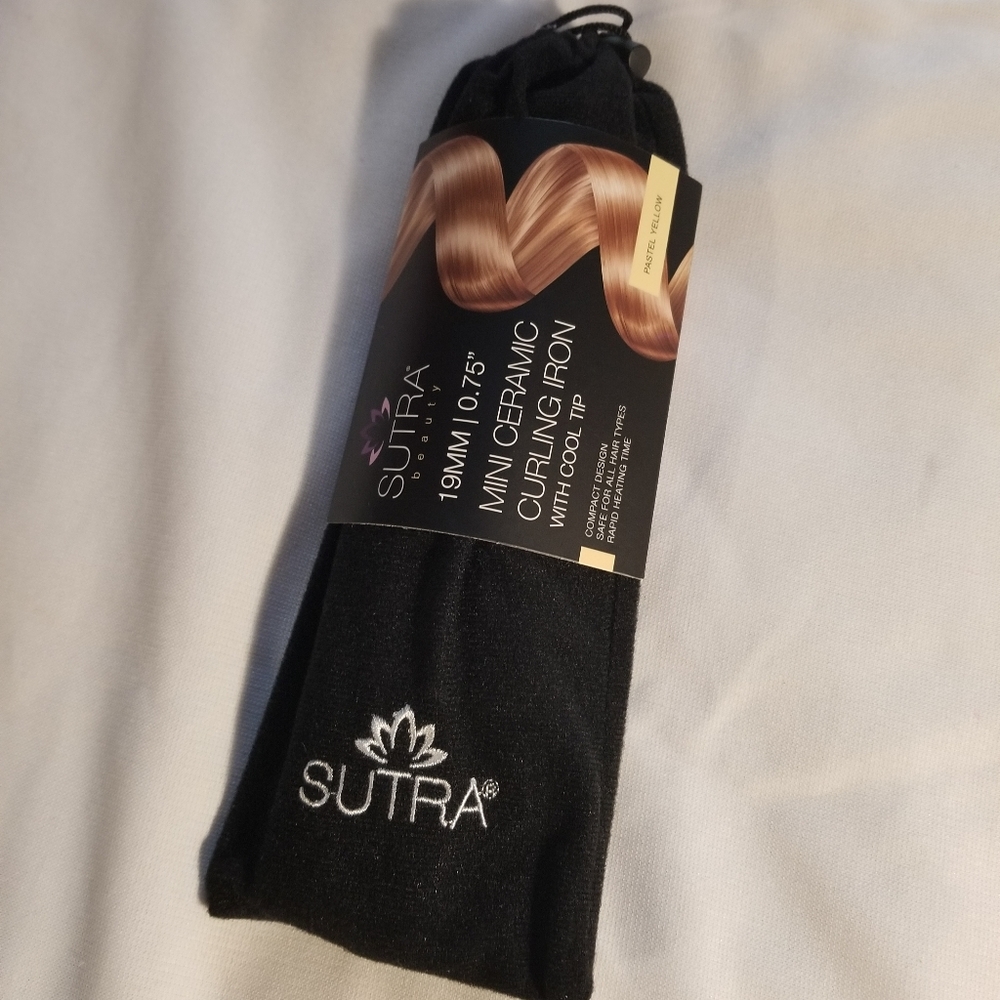 SUTRA™
beauty
19MM | 0.75”
MINI CERAMIC
CURLING IRON
WITH COOL TIP
COMPACT DESIGN
SAFE FOR ALL HAIR TYPES
RAPID HEATING TIME
PASTEL YELLOW
SUTRA®